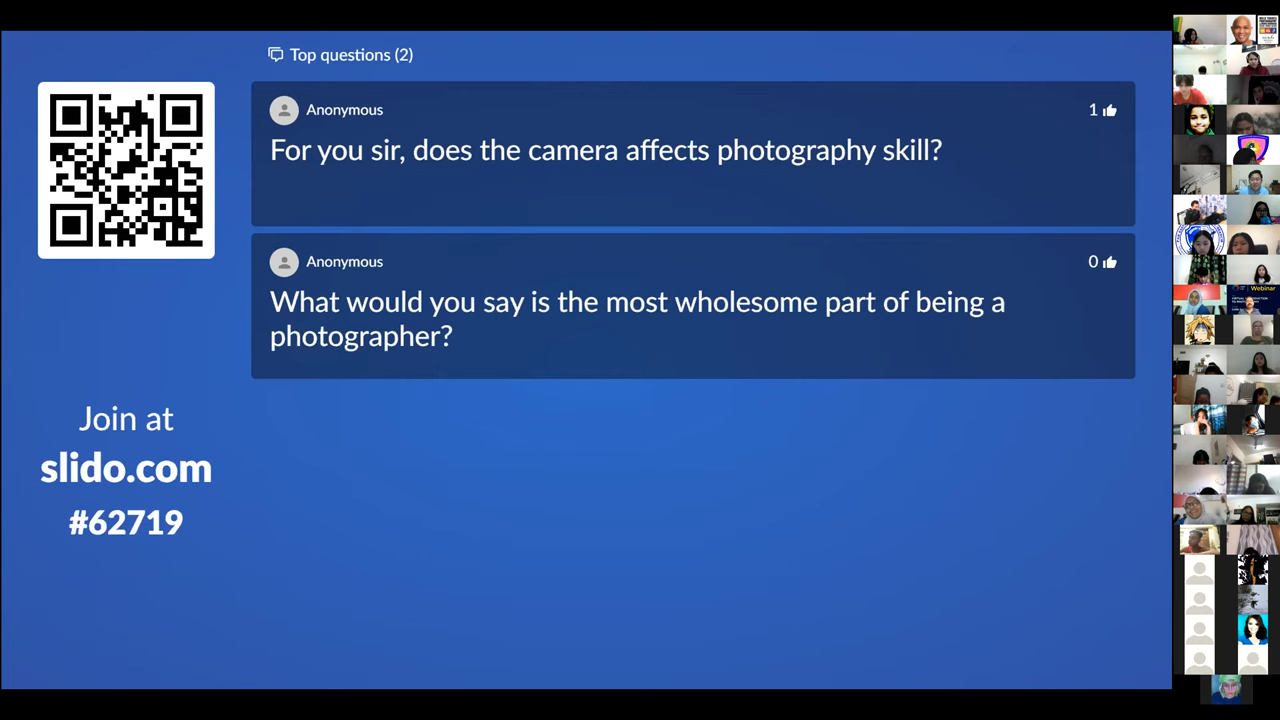 Top questions (2)
Anonymous
1
For you sir, does the camera affects photography skill?
Anonymous
0
What would you say is the most wholesome part of being a
photographer?
Join at
slido.com
#62719
Webinar